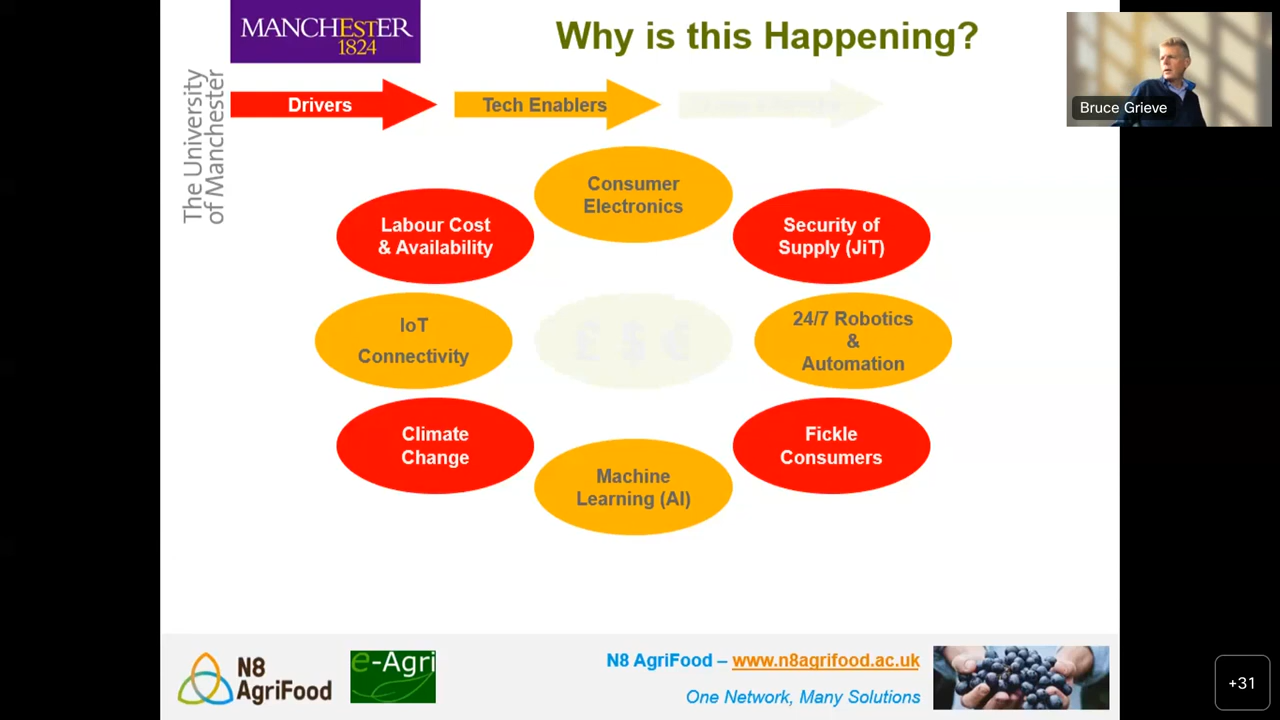 MANCHESTER
1824
The University
of Manchester
Why is this Happening?
Bruce Grieve
Drivers
Tech Enablers
Consumer
Electronics
Labour Cost
& Availability
Security of
Supply (JiT)
IoT
Connectivity
£ $ €
24/7 Robotics
&
Automation
Climate
Change
Fickle
Consumers
Machine
Learning (AI)
N8
AgriFood
e-Agri
N8 AgriFood – www.n8agrifood.ac.uk
One Network, Many Solutions
+31